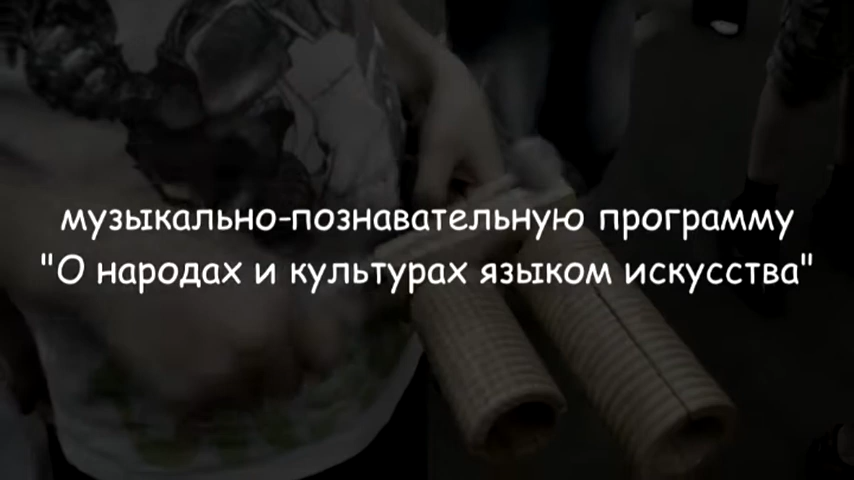 музыкально-познавательную программу
"О народах и культурах языком искусства"